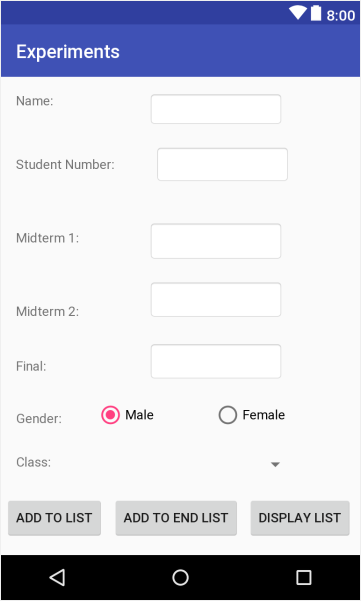 8:00
Experiments
Name:
Student Number:
Midterm 1:
Midterm 2:
Final:
Gender: Male Female
Class:
ADD TO LIST ADD TO END LIST DISPLAY LIST